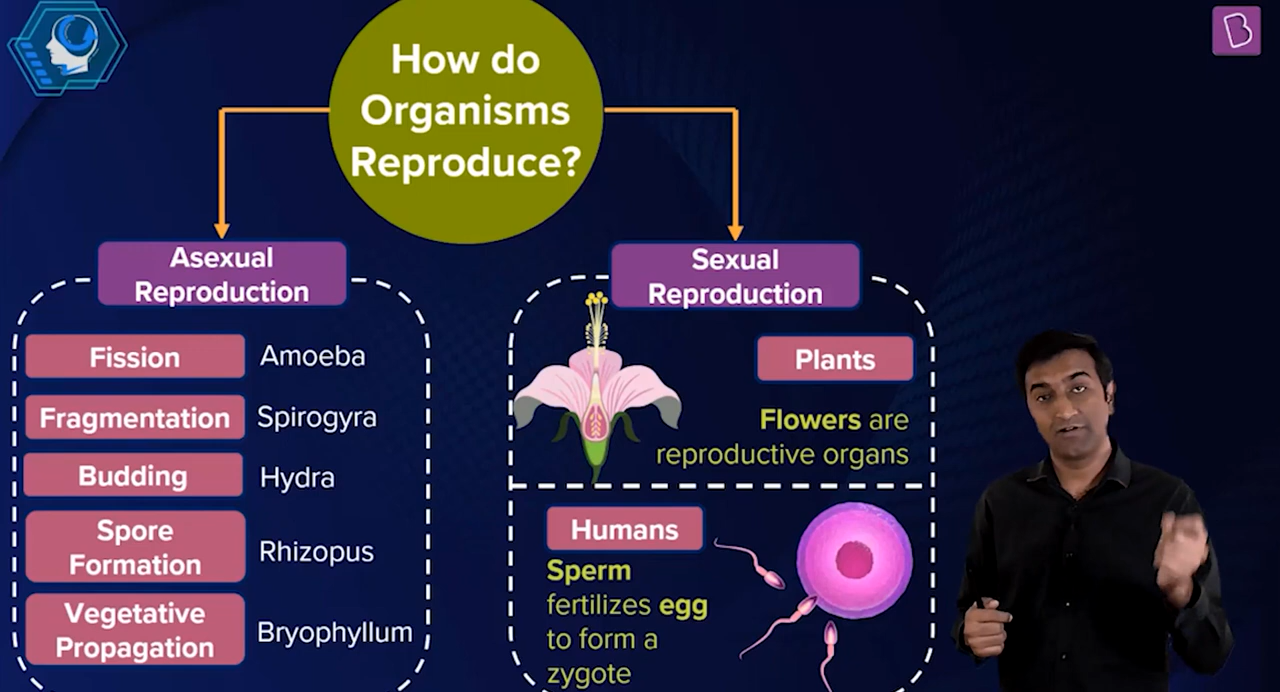 How do
Organisms
Reproduce?
Asexual
Reproduction
Fission
Amoeba
Fragmentation
Spirogyra
Budding
Hydra
Spore
Formation
Rhizopus
Vegetative
Propagation
Bryophyllum
Sexual
Reproduction
Plants
Flowers are
reproductive organs
Humans
Sperm
fertilizes egg
to form a
zygote
B